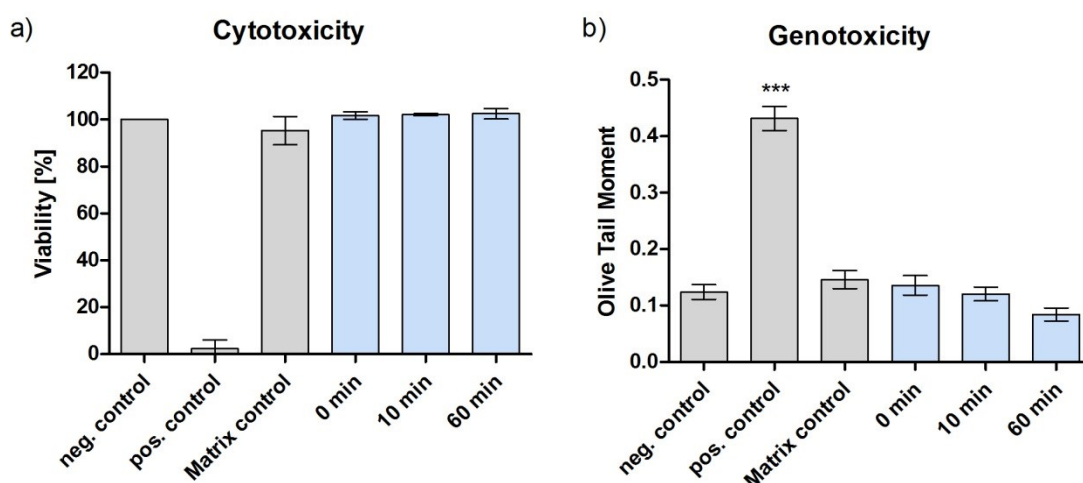 a)
Cytotoxicity
Viability [%]
120
100
80
60
40
20
0
neg. control
pos. control
Matrix control
0 min
10 min
60 min
b)
Genotoxicity
Olive Tail Moment
0.5
0.4
0.3
0.2
0.1
0.0
***
neg. control
pos. control
Matrix control
0 min
10 min
60 min